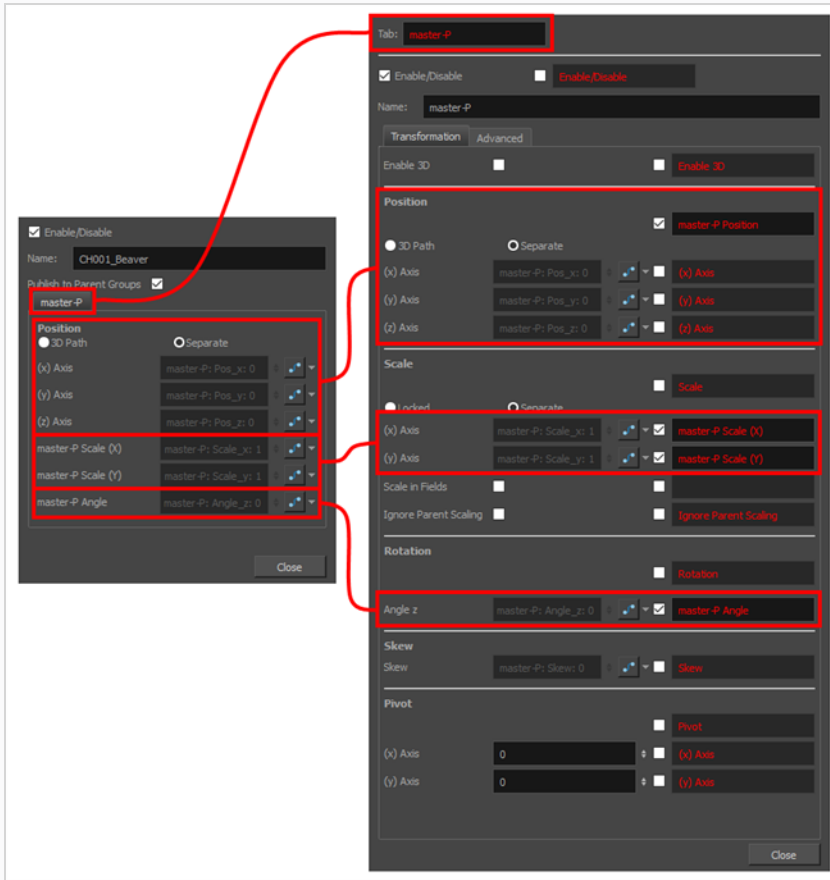 Tab: master-P
Enable/Disable Enable/Disable
Name: master-P
Transformation Advanced
Enable 3D Enable 3D
Position
master-P Position
3D Path Separate
(x) Axis master-P: Pos_x: 0 (x) Axis
(y) Axis master-P: Pos_y: 0 (y) Axis
(z) Axis master-P: Pos_z: 0 (z) Axis
Scale
Scale
Locked Separate
(x) Axis master-P: Scale_x: 1 master-P Scale (X)
(y) Axis master-P: Scale_y: 1 master-P Scale (Y)
Scale in Fields
Ignore Parent Scaling Ignore Parent Scaling
Rotation
Rotation
Angle z master-P: Angle_z: 0 master-P Angle
Skew
Skew master-P: Skew: 0 Skew
Pivot
Pivot
(x) Axis 0 (x) Axis
(y) Axis 0 (y) Axis
Close
Enable/Disable
Name: CH001_Beaver
Publish to Parent Groups
master-P
Position
3D Path Separate
(x) Axis master-P: Pos_x: 0
(y) Axis master-P: Pos_y: 0
(z) Axis master-P: Pos_z: 0
master-P Scale (X) master-P: Scale_x: 1
master-P Scale (Y) master-P: Scale_y: 1
master-P Angle master-P: Angle_z: 0
Close